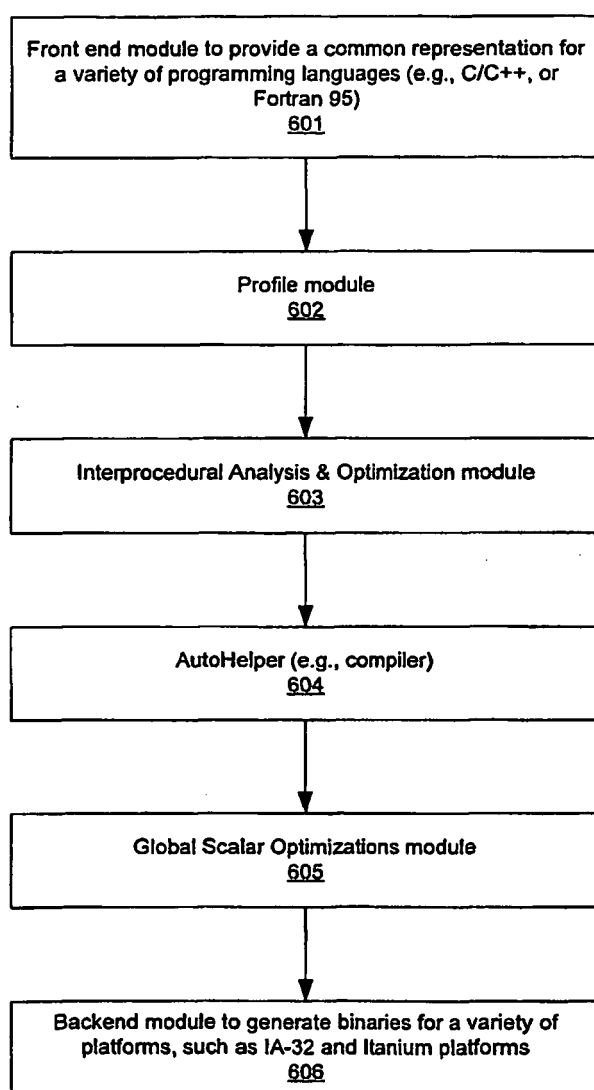 Front end module to provide a common representation for
a variety of programming languages (e.g., C/C++, or
Fortran 95)
601
Profile module
602
Interprocedural Analysis & Optimization module
603
AutoHelper (e.g., compiler)
604
Global Scalar Optimizations module
605
Backend module to generate binaries for a variety of
platforms, such as IA-32 and Itanium platforms
606